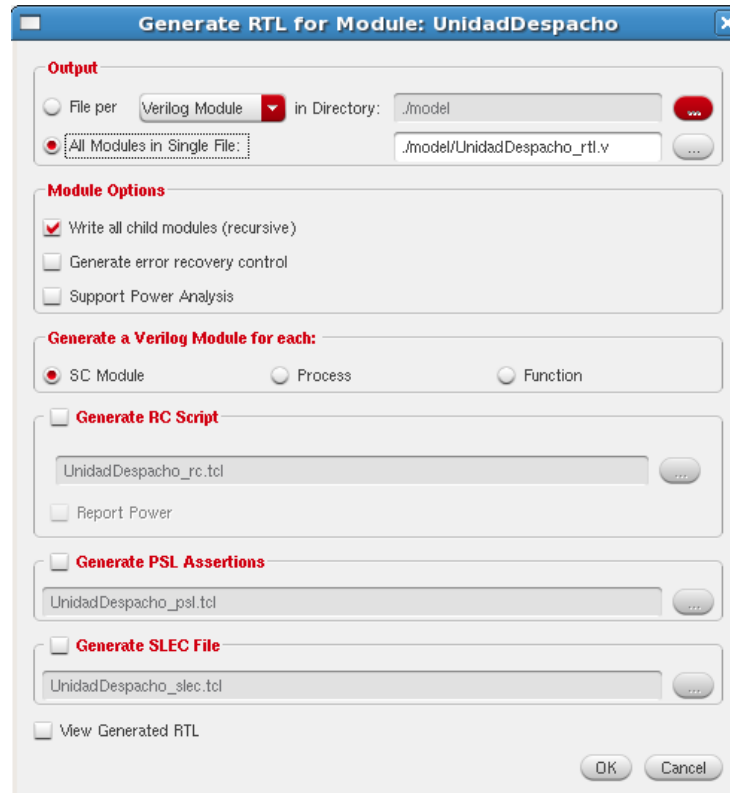 Generate RTL for Module: UnidadDespacho
Output
File per Verilog Module in Directory: ./model ...
All Modules in Single File: ./model/UnidadDespacho_rtl.v ...
Module Options
Write all child modules (recursive)
Generate error recovery control
Support Power Analysis
Generate a Verilog Module for each:
SC Module Process Function
Generate RC Script
UnidadDespacho_rc.tcl ...
Report Power
Generate PSL Assertions
UnidadDespacho_psl.tcl ...
Generate SLEC File
UnidadDespacho_slec.tcl ...
View Generated RTL
OK Cancel